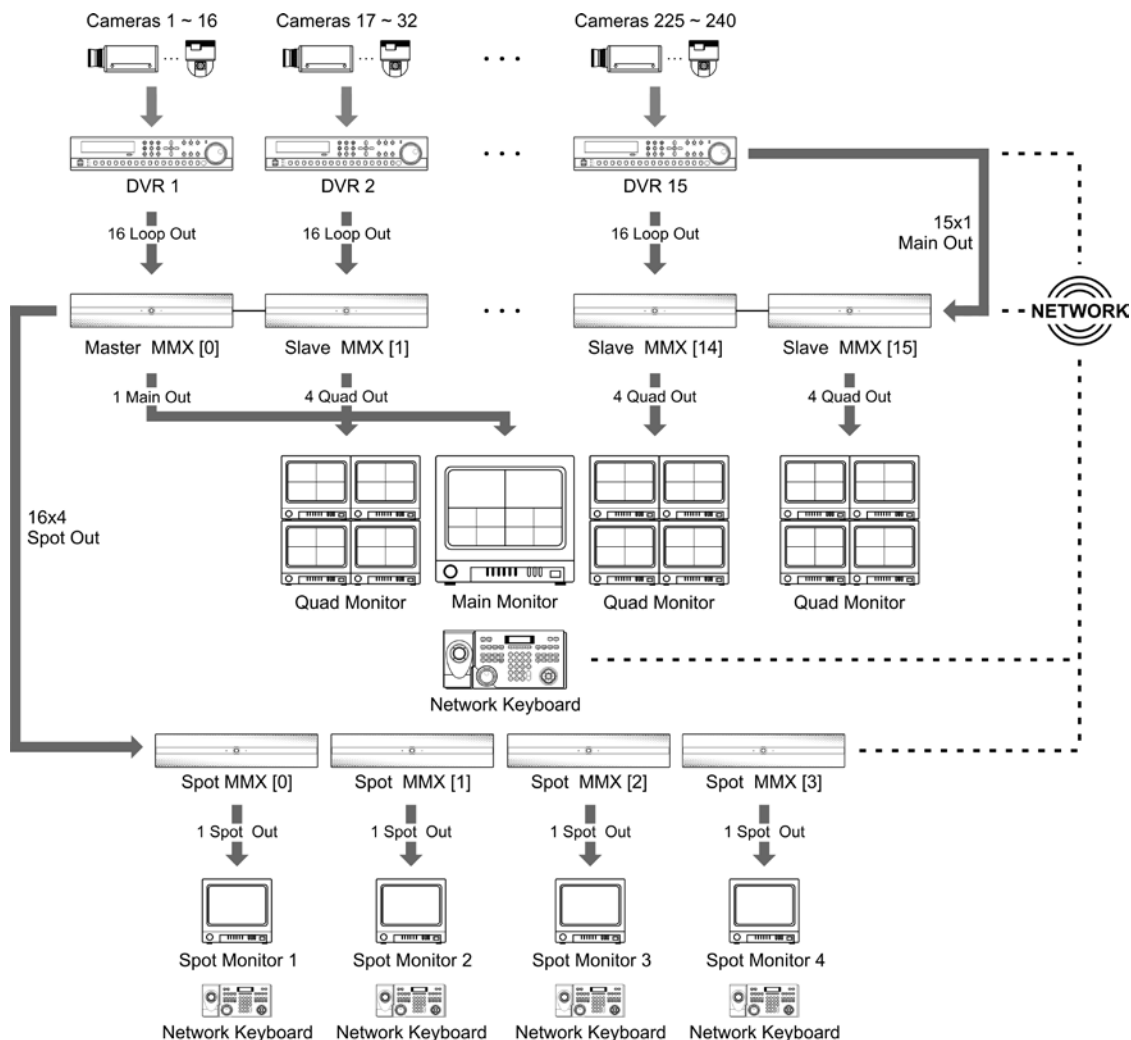 Cameras 1 ~ 16
Cameras 17 ~ 32
Cameras 225 ~ 240
DVR 1
DVR 2
DVR 15
16 Loop Out
16 Loop Out
16 Loop Out
15x1
Main Out
NETWORK
Master MMX [0]
Slave MMX [1]
Slave MMX [14]
Slave MMX [15]
1 Main Out
4 Quad Out
4 Quad Out
4 Quad Out
16x4
Spot Out
Quad Monitor
Main Monitor
Quad Monitor
Quad Monitor
Network Keyboard
Spot MMX [0]
Spot MMX [1]
Spot MMX [2]
Spot MMX [3]
1 Spot Out
1 Spot Out
1 Spot Out
1 Spot Out
Spot Monitor 1
Spot Monitor 2
Spot Monitor 3
Spot Monitor 4
Network Keyboard
Network Keyboard
Network Keyboard
Network Keyboard